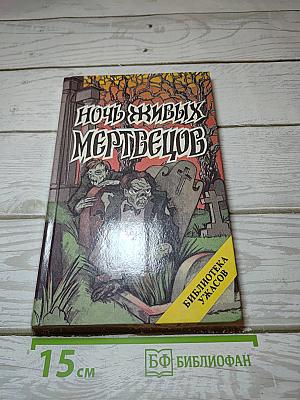 НОЧЬ ЖИВЫХ
МЕРТВЕЦОВ
БИБЛИОТЕКА
УЖАСОВ
15 см
БФ БИБЛИОФАН